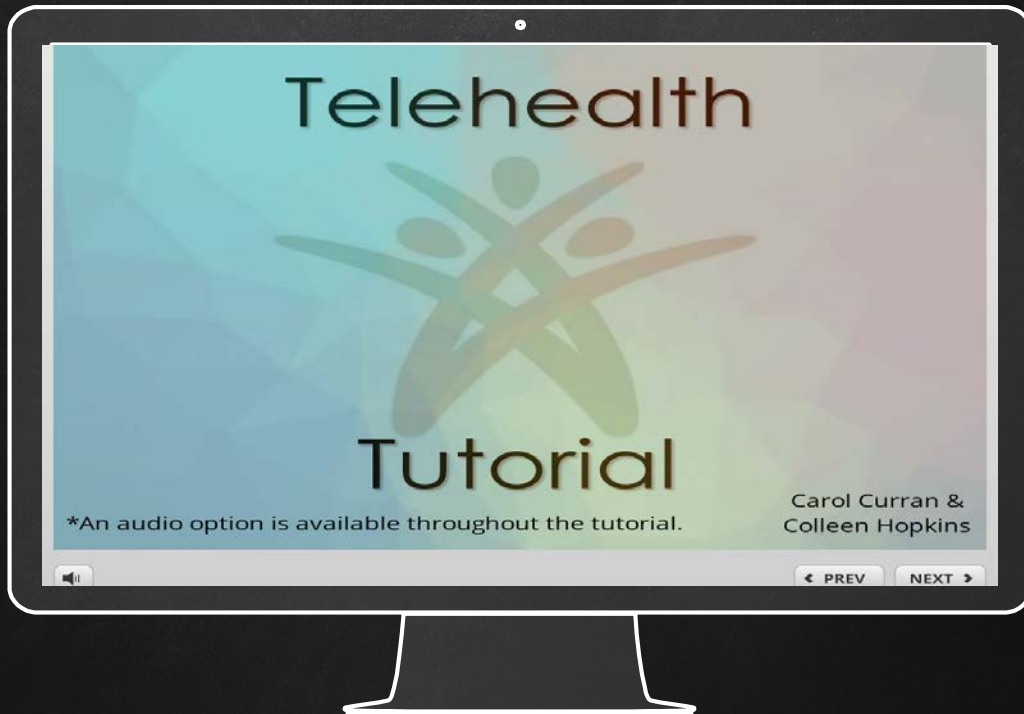 Telehealth
Tutorial
*An audio option is available throughout the tutorial.
Carol Curran &
Colleen Hopkins
PREV
NEXT